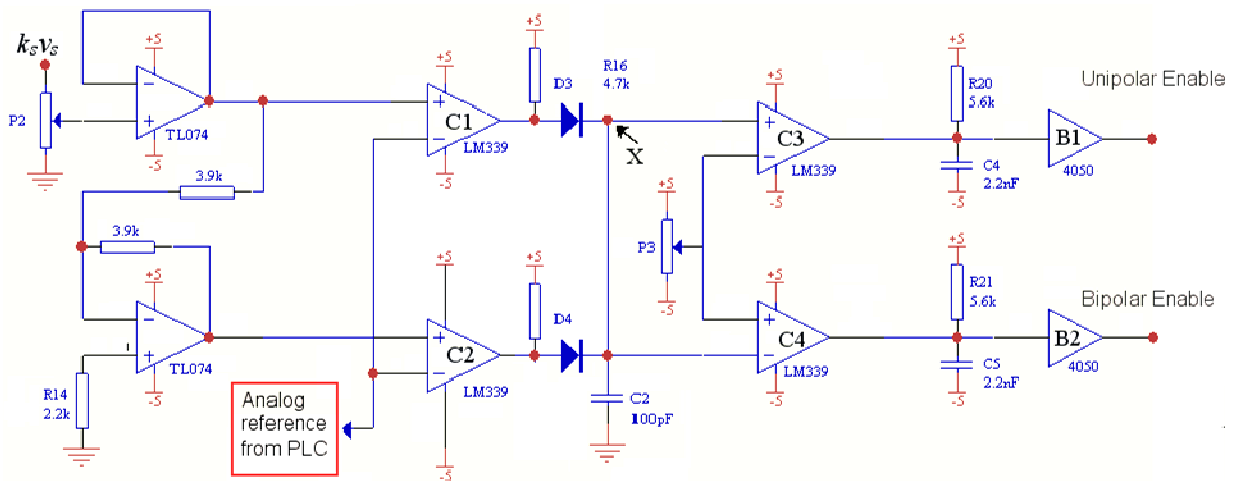 k_s v_s
P2
+5
-
+
TL074
-5
3.9k
3.9k
+5
-
+
TL074
-5
R14
2.2k
+5
+
C1
-
LM339
-5
+5
D3
R16
4.7k
X
+5
+
C2
-
LM339
-5
+5
D4
C2
100pF
Analog
reference
from PLC
+5
P3
-5
+5
+
C3
-
LM339
-5
+5
+
C4
-
LM339
-5
+5
R20
5.6k
C4
2.2nF
-5
B1
4050
Unipolar Enable
+5
R21
5.6k
C5
2.2nF
-5
B2
4050
Bipolar Enable